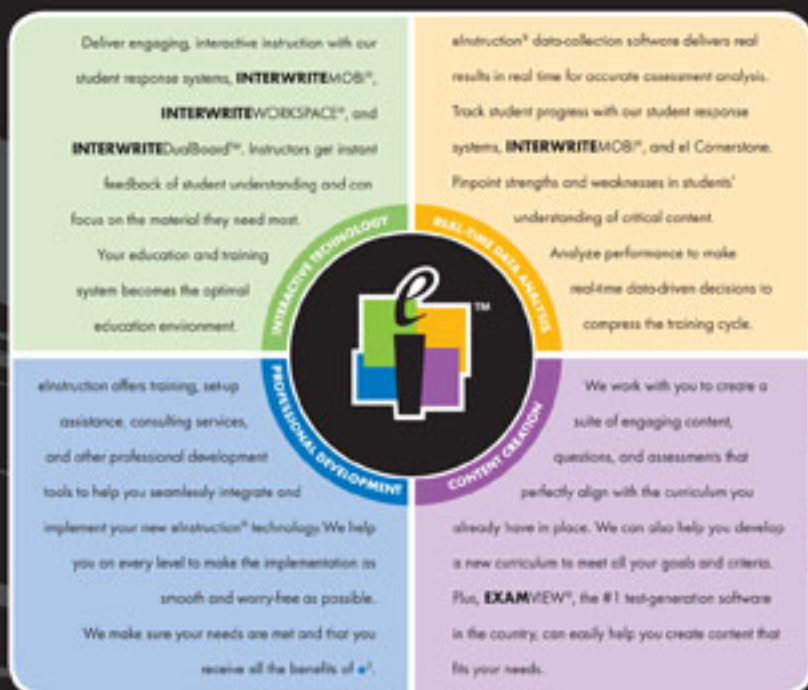 Deliver engaging, interactive instruction with our
student response systems, INTERWRITEMOBI®,
INTERWRITEWORKSPACE®, and
INTERWRITEDualBoard™. Instructors get instant
feedback of student understanding and can
focus on the material they need most.
Your education and training
system becomes the optimal
education environment.
eInstruction® data-collection software delivers real
results in real time for accurate assessment analysis.
Track student progress with our student response
systems, INTERWRITEMOBI®, and eI Cornerstone.
Pinpoint strengths and weaknesses in students'
understanding of critical content.
Analyze performance to make
real-time data-driven decisions to
compress the training cycle.
INTERACTIVE TECHNOLOGY
REAL-TIME DATA ANALYSIS
ei™
PROFESSIONAL DEVELOPMENT
CONTENT CREATION
eInstruction offers training, set-up
assistance, consulting services,
and other professional development
tools to help you seamlessly integrate and
implement your new eInstruction® technology. We help
you on every level to make the implementation as
smooth and worry-free as possible.
We make sure your needs are met and that you
receive all the benefits of
We work with you to create a
suite of engaging content,
questions, and assessments that
perfectly align with the curriculum you
already have in place. We can also help you develop
a new curriculum to meet all your goals and criteria.
Plus, EXAMVIEW®, the #1 test-generation software
in the country, can easily help you create content that
fits your needs.